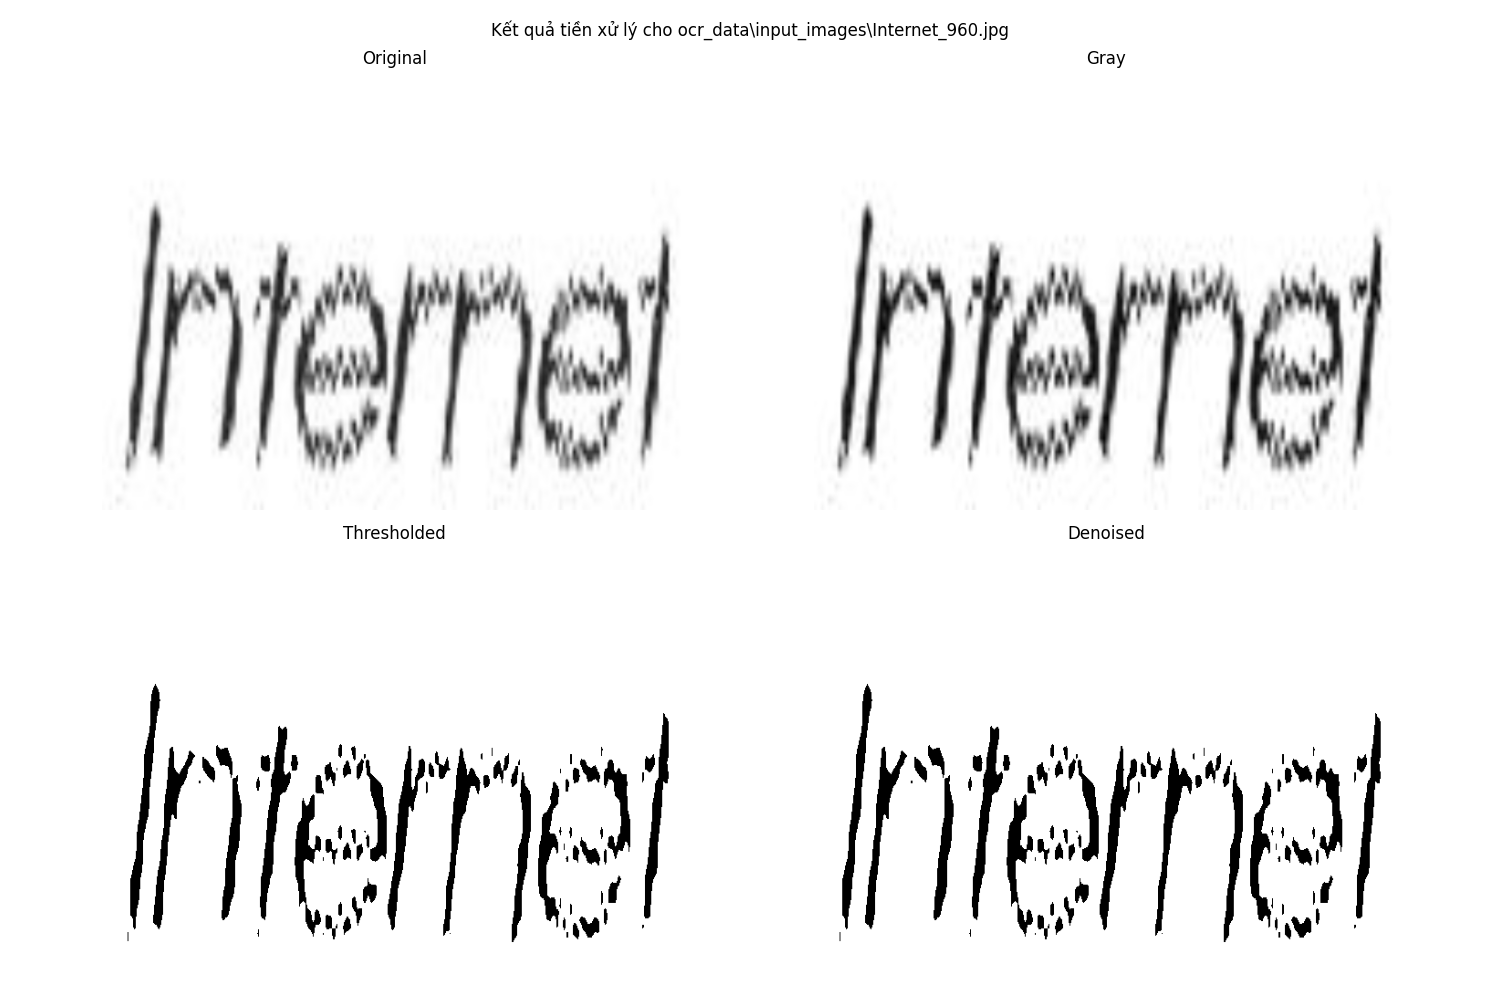 Kết quả tiền xử lý cho ocr_data\input_images\Internet_960.jpg
Original
Gray
Internet
Internet
Thresholded
Denoised
Internet
Internet